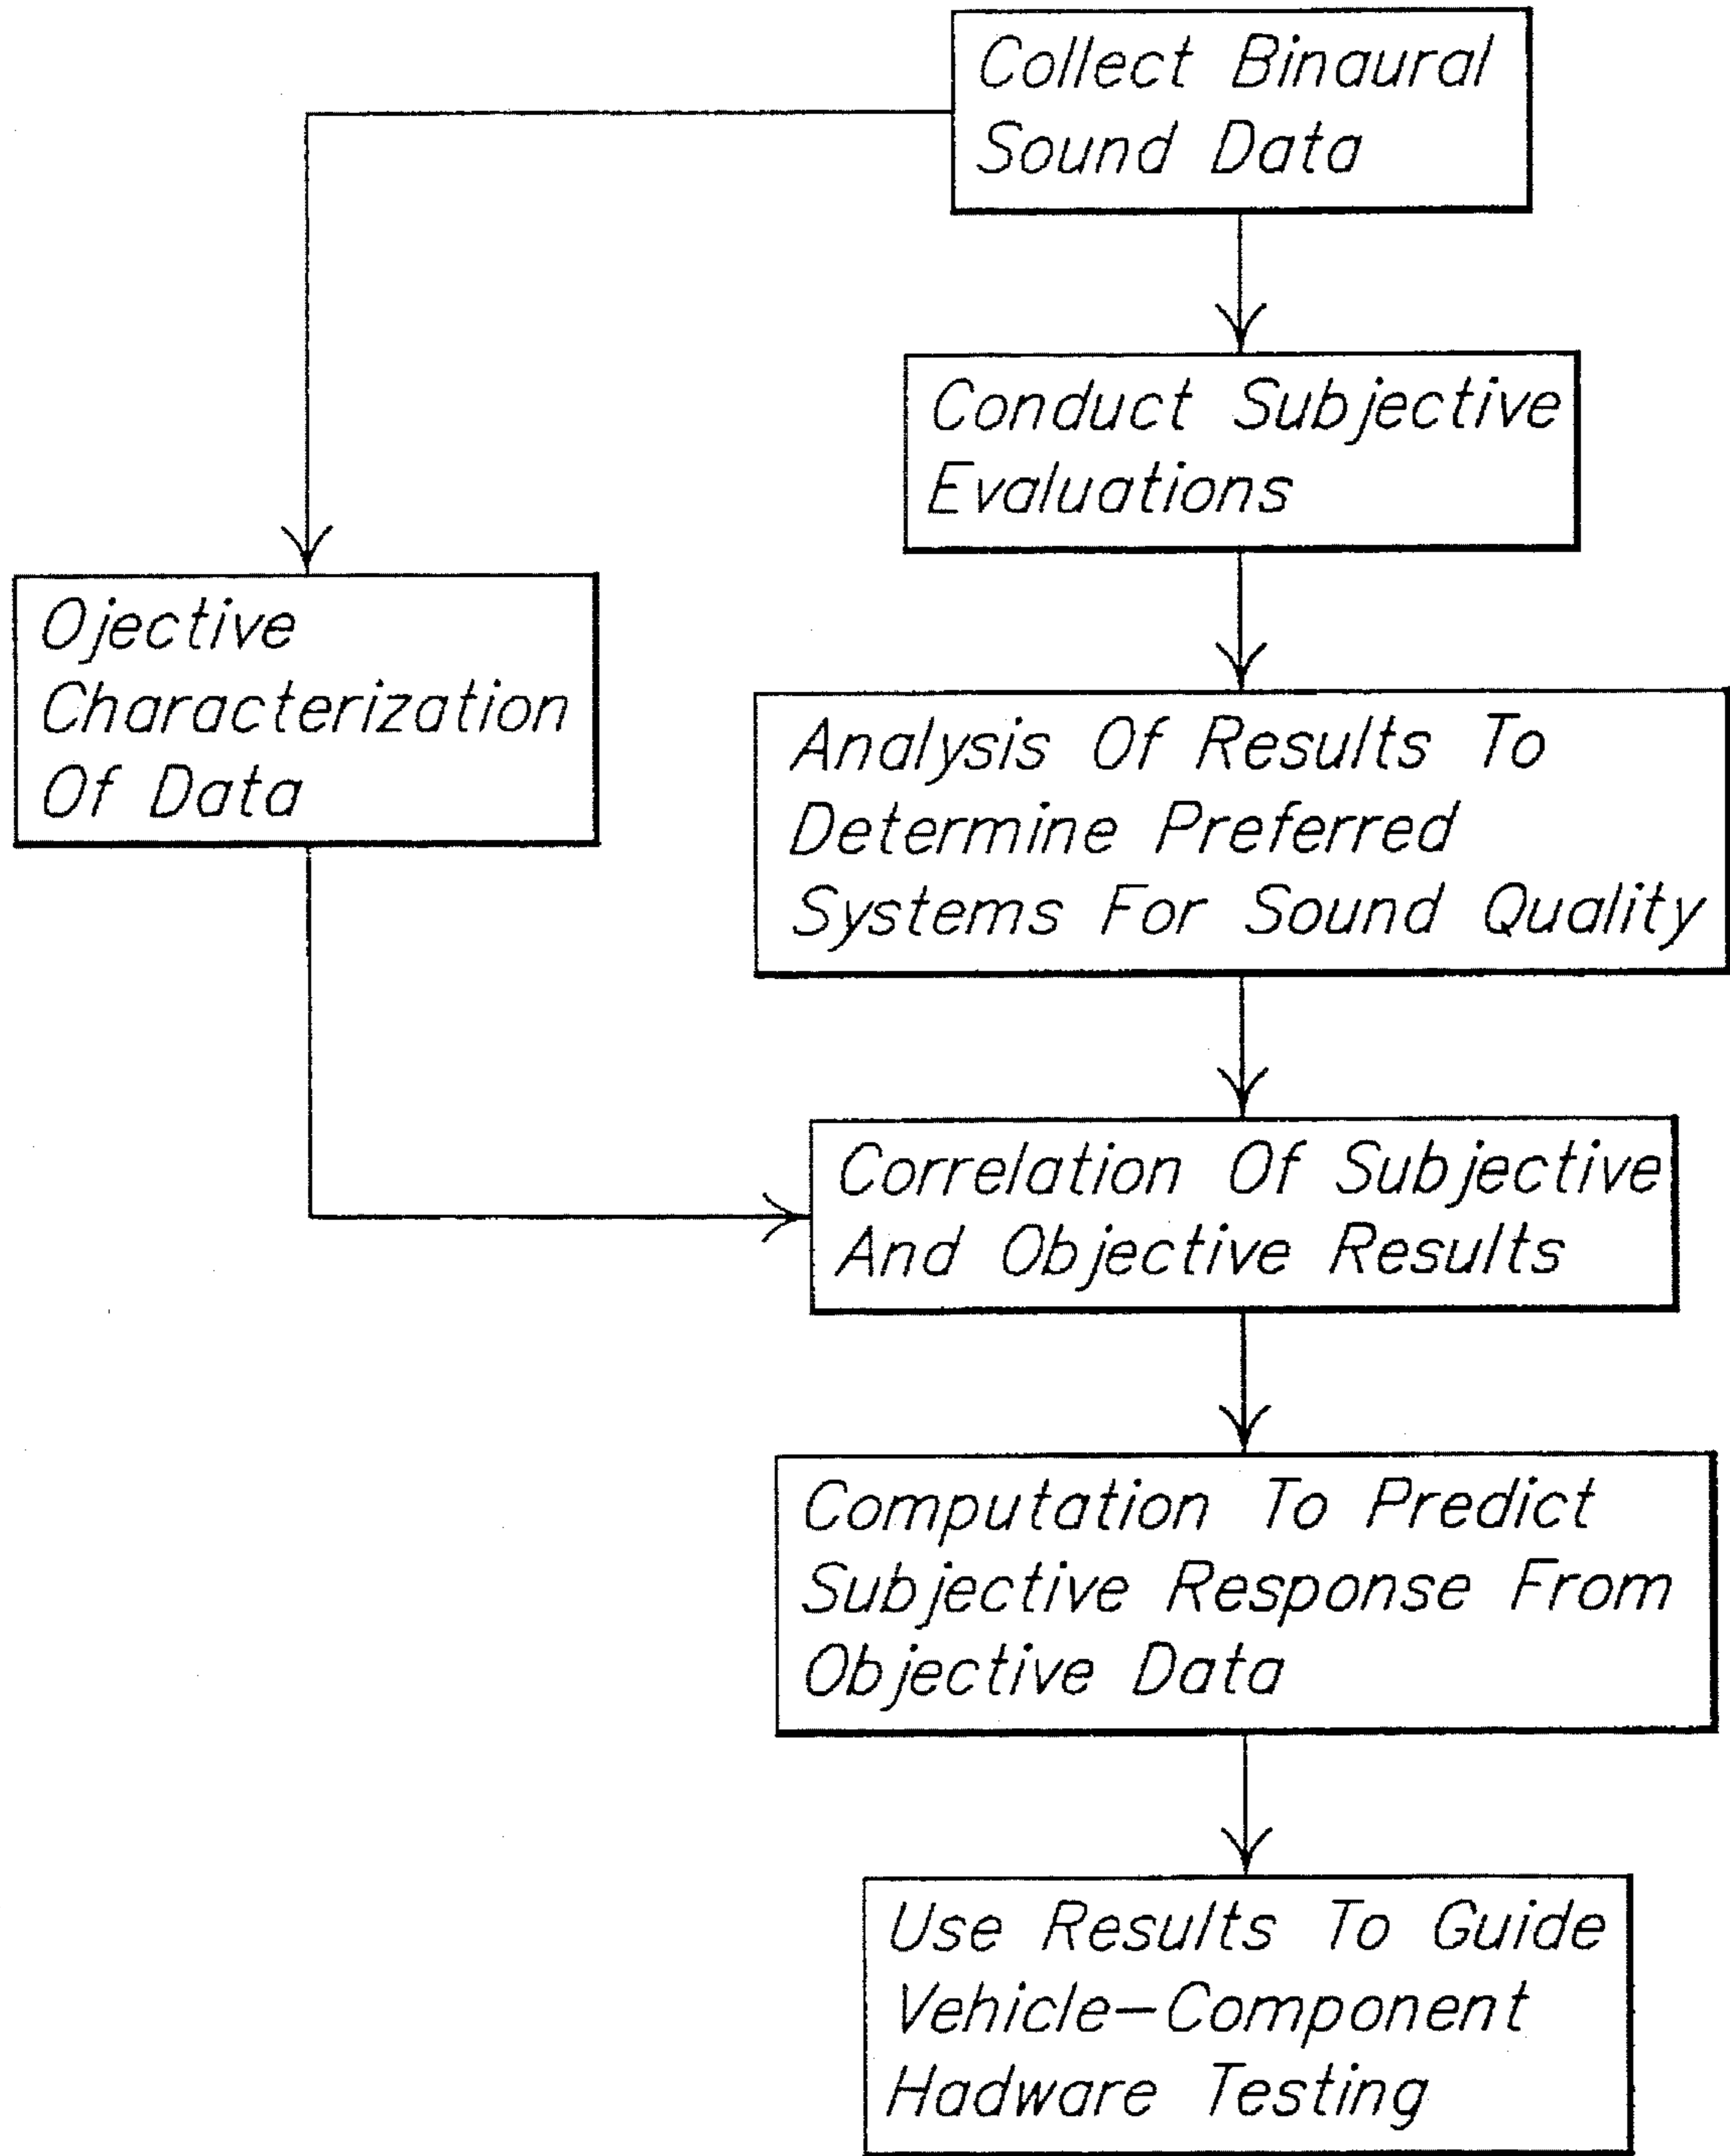 Collect Binaural
Sound Data
Conduct Subjective
Evaluations
Ojective
Characterization
Of Data
Analysis Of Results To
Determine Preferred
Systems For Sound Quality
Correlation Of Subjective
And Objective Results
Computation To Predict
Subjective Response From
Objective Data
Use Results To Guide
Vehicle-Component
Hadware Testing